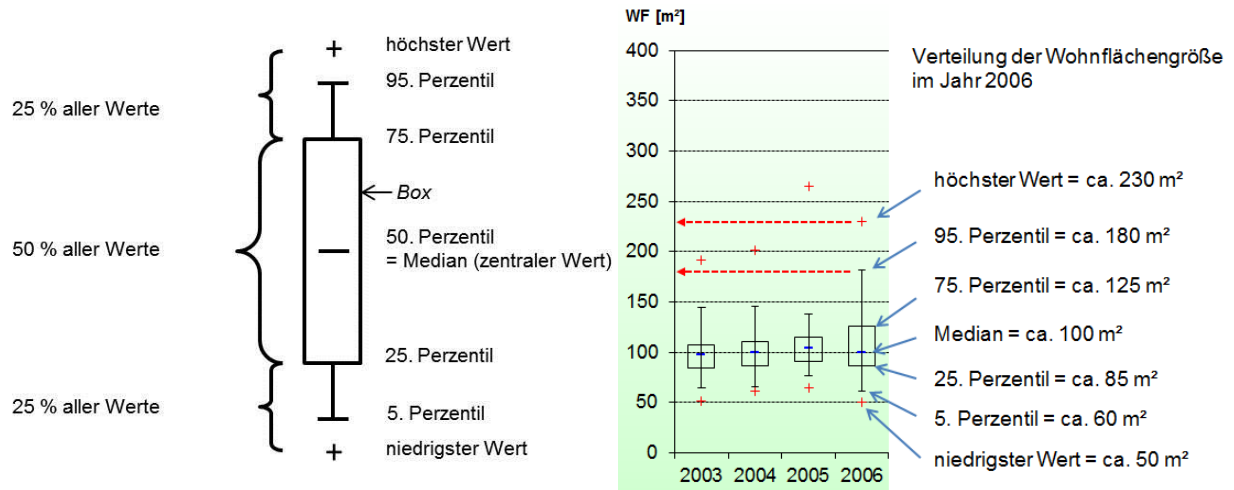 25 % aller Werte
50 % aller Werte
25 % aller Werte
höchster Wert
95. Perzentil
75. Perzentil
Box
50. Perzentil
= Median (zentraler Wert)
25. Perzentil
5. Perzentil
niedrigster Wert
WF [m²]
400
350
300
250
200
150
100
50
0
2003 2004 2005 2006
Verteilung der Wohnflächengröße
im Jahr 2006
höchster Wert = ca. 230 m²
95. Perzentil = ca. 180 m²
75. Perzentil = ca. 125 m²
Median = ca. 100 m²
25. Perzentil = ca. 85 m²
5. Perzentil = ca. 60 m²
niedrigster Wert = ca. 50 m²